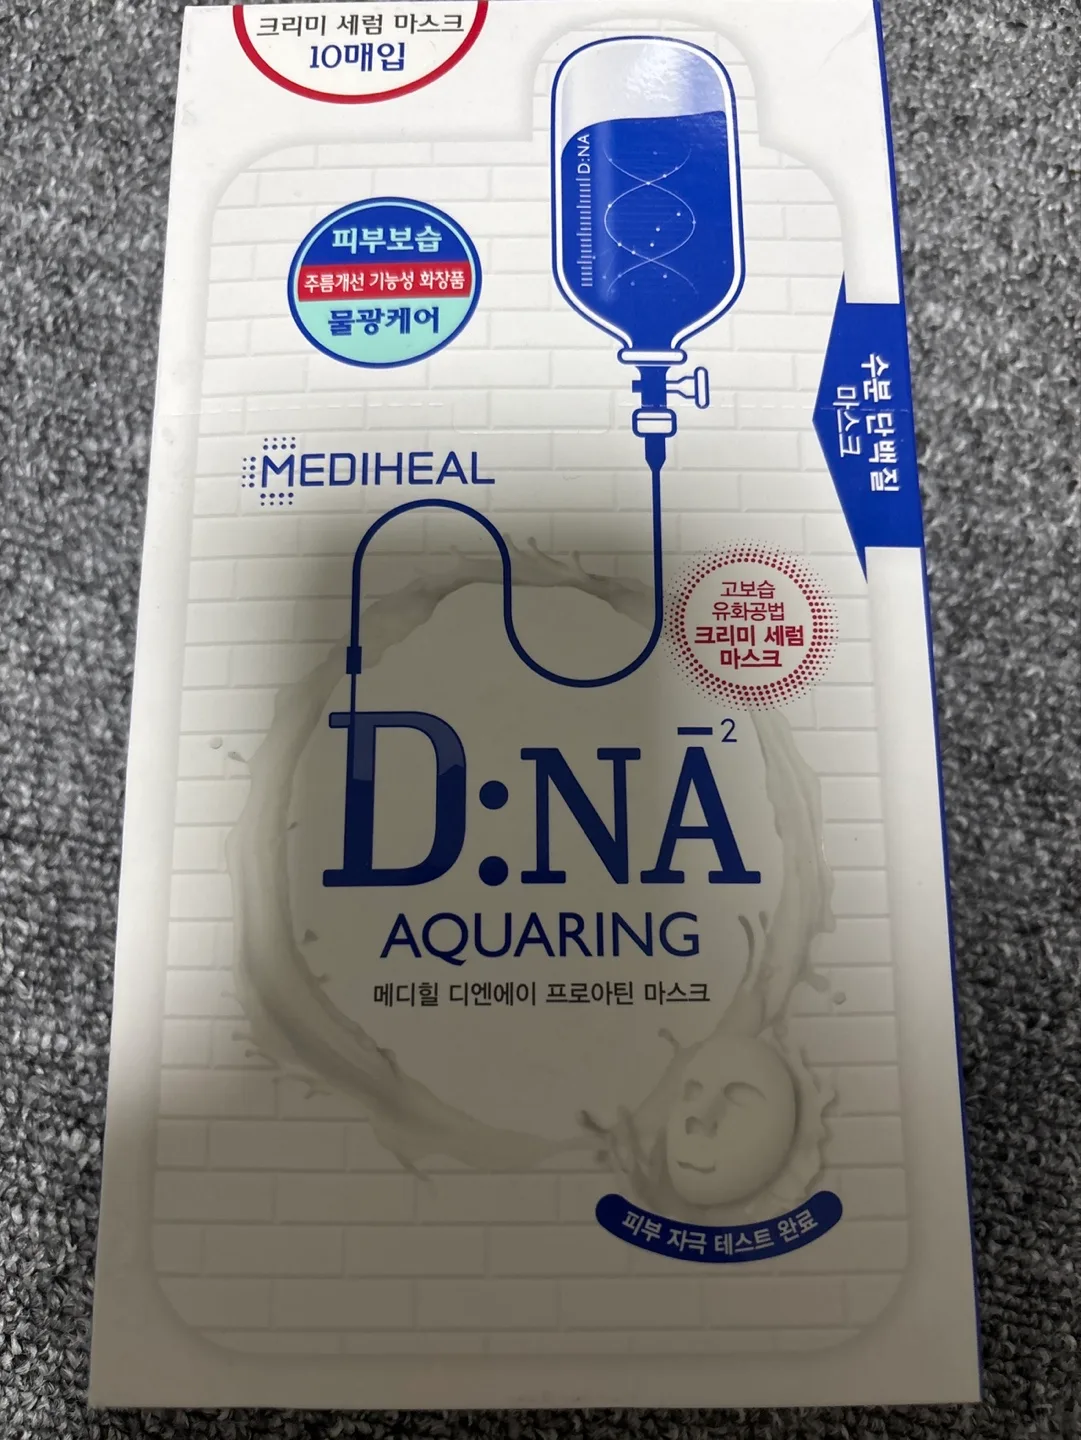 크리미 세럼 마스크
10매입
D:NA
피부보습
주름개선 기능성 화장품
물광케어
수분 단백질
마스크
MEDIHEAL
고보습
유화공법
크리미 세럼
마스크
D:NĀ²
AQUARING
메디힐 디엔에이 프로아틴 마스크
피부 자극 테스트 완료